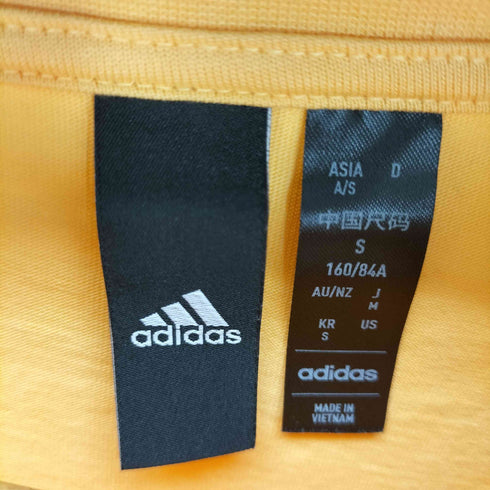 adidas
ASIA D
A/S
中国尺码
S
160/84A
AU/NZ J
M
KR US
S
adidas
MADE IN
VIETNAM